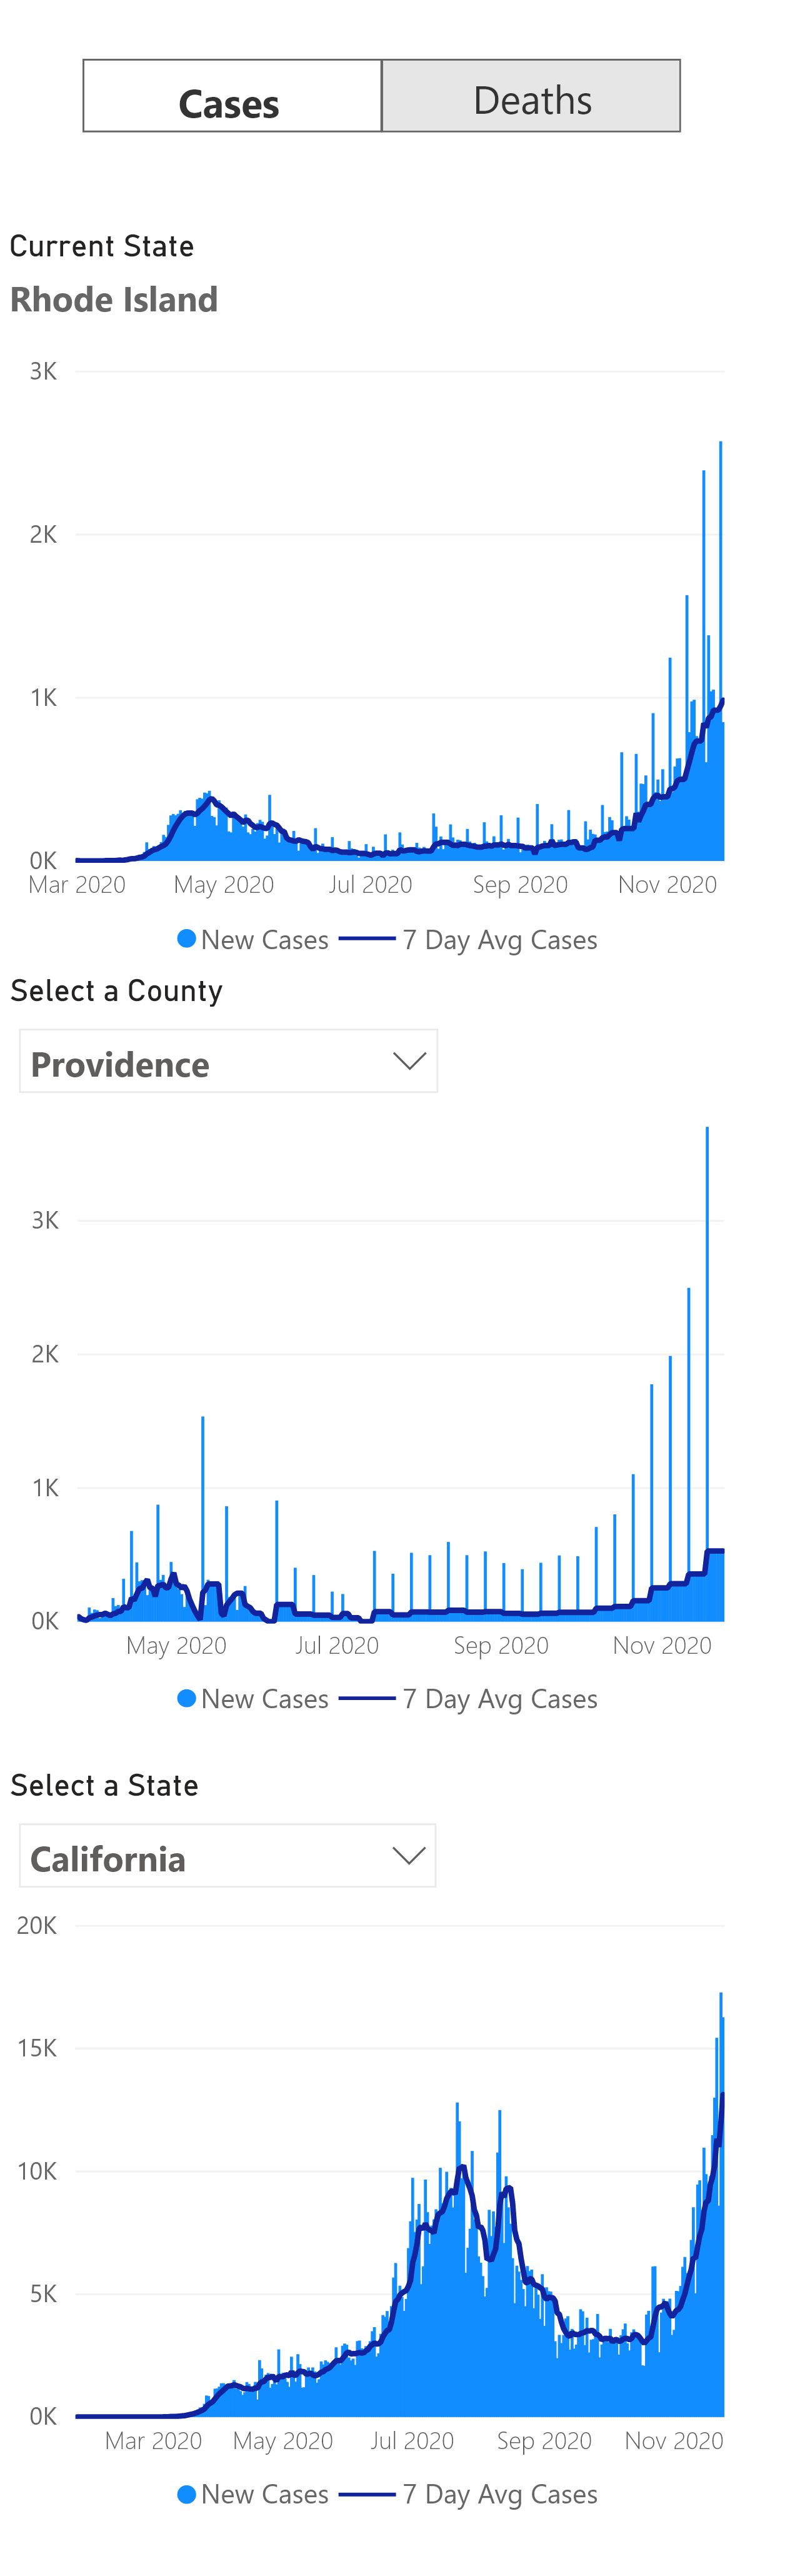 Cases Deaths
Current State
Rhode Island
3K
2K
1K
0K
Mar 2020 May 2020 Jul 2020 Sep 2020 Nov 2020
New Cases 7 Day Avg Cases
Select a County
Providence
3K
2K
1K
0K
May 2020 Jul 2020 Sep 2020 Nov 2020
New Cases 7 Day Avg Cases
Select a State
California
20K
15K
10K
5K
0K
Mar 2020 May 2020 Jul 2020 Sep 2020 Nov 2020
New Cases 7 Day Avg Cases